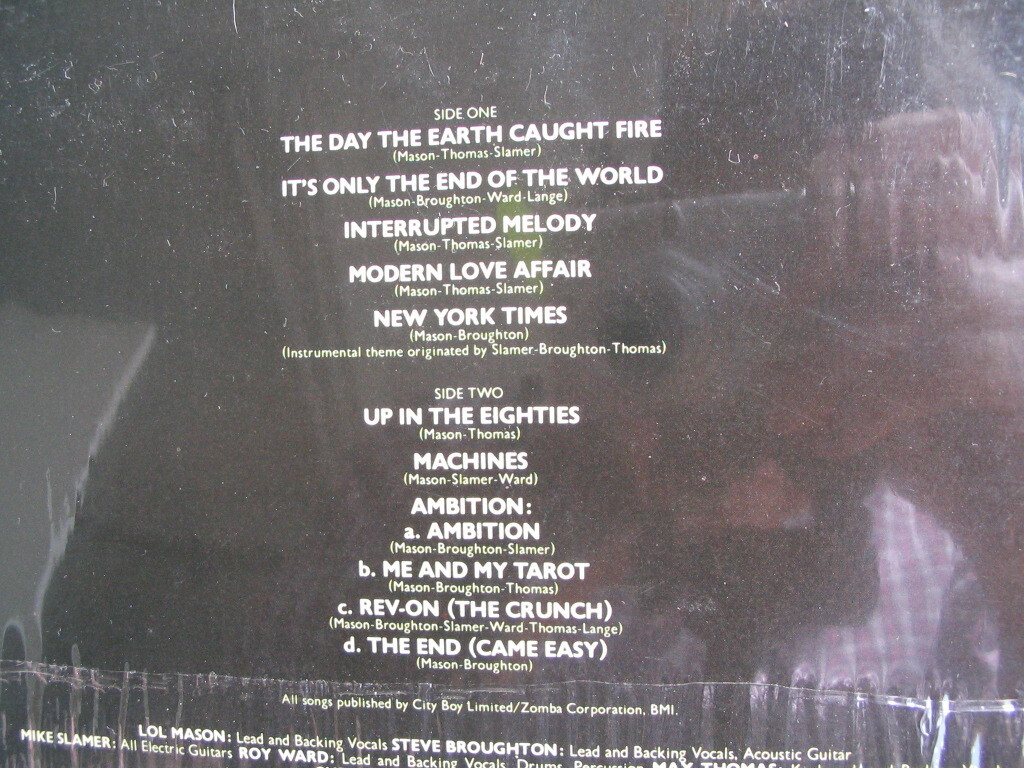 SIDE ONE
THE DAY THE EARTH CAUGHT FIRE
(Mason-Thomas-Slamer)
IT'S ONLY THE END OF THE WORLD
(Mason-Broughton-Ward-Lange)
INTERRUPTED MELODY
(Mason-Thomas-Slamer)
MODERN LOVE AFFAIR
(Mason-Thomas-Slamer)
NEW YORK TIMES
(Mason-Broughton)
(Instrumental theme originated by Slamer-Broughton-Thomas)
SIDE TWO
UP IN THE EIGHTIES
(Mason-Thomas)
MACHINES
(Mason-Slamer-Ward)
AMBITION:
a. AMBITION
(Mason-Broughton-Slamer)
b. ME AND MY TAROT
(Mason-Broughton-Thomas)
c. REV-ON (THE CRUNCH)
(Mason-Broughton-Slamer-Ward-Thomas-Lange)
d. THE END (CAME EASY)
(Mason-Broughton)
All songs published by City Boy Limited/Zomba Corporation, BMI.
LOL MASON: Lead and Backing Vocals STEVE BROUGHTON: Lead and Backing Vocals, Acoustic Guitar
MIKE SLAMER: All Electric Guitars ROY WARD: Lead and Backing Vocals, Drums, Percussion MAX THOMAS: